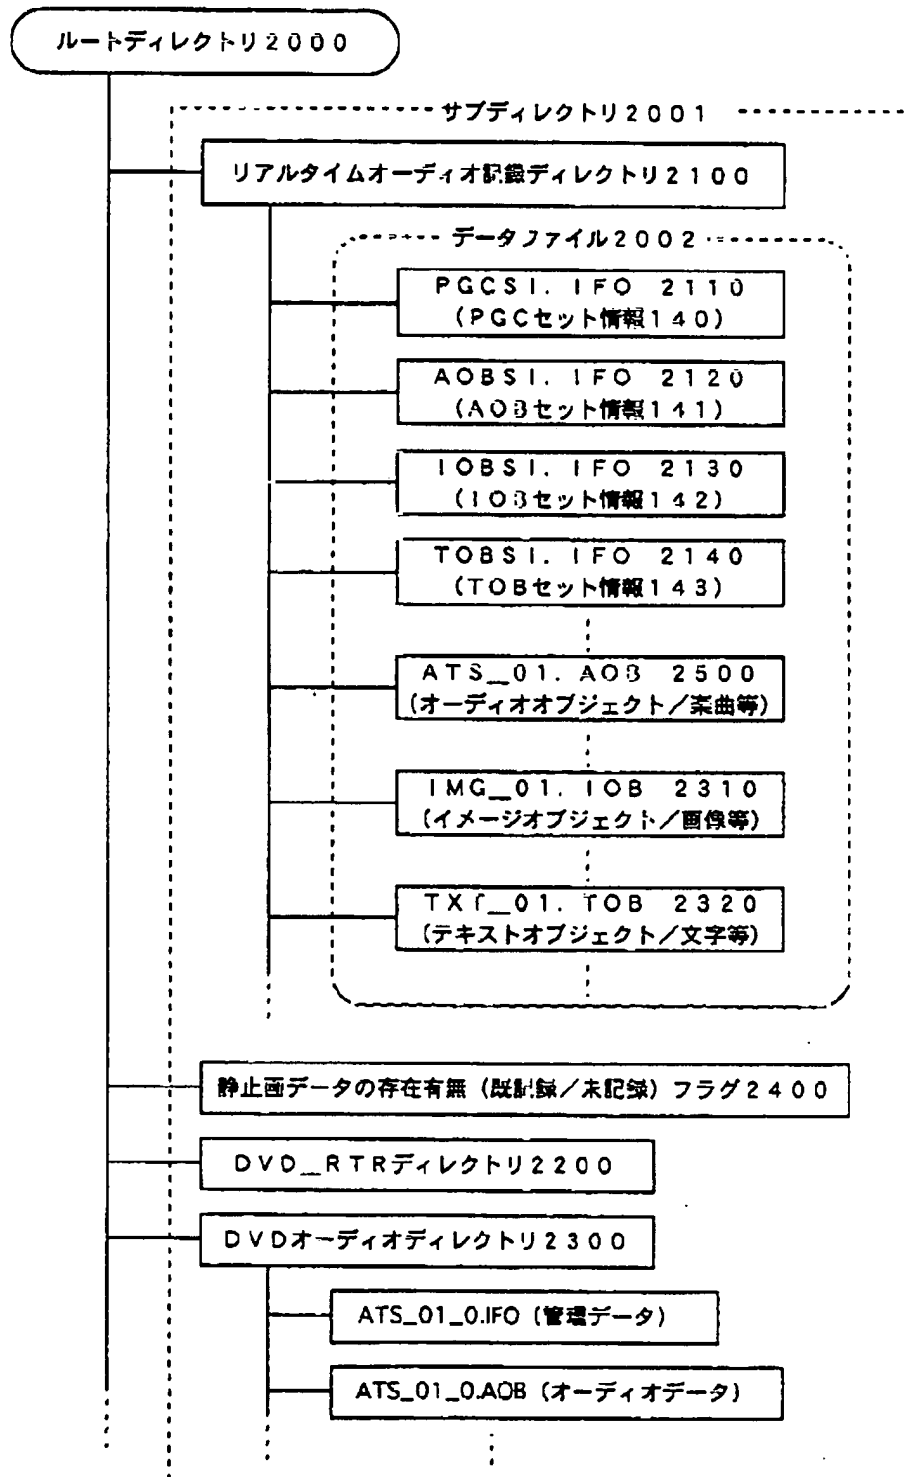 ルートディレクトリ２０００
サブディレクトリ２００１
リアルタイムオーディオ記録ディレクトリ２１００
データファイル２００２
ＰＧＣＳＩ．ＩＦＯ ２１１０
（ＰＧＣセット情報１４０）
ＡＯＢＳＩ．ＩＦＯ ２１２０
（ＡＯＢセット情報１４１）
ＩＯＢＳＩ．ＩＦＯ ２１３０
（ＩＯＢセット情報１４２）
ＴＯＢＳＩ．ＩＦＯ ２１４０
（ＴＯＢセット情報１４３）
ＡＴＳ＿０１．ＡＯＢ ２５００
（オーディオオブジェクト／楽曲等）
ＩＭＧ＿０１．ＩＯＢ ２３１０
（イメージオブジェクト／画像等）
ＴＸＴ＿０１．ＴＯＢ ２３２０
（テキストオブジェクト／文字等）
静止画データの存在有無（既記録／未記録）フラグ２４００
ＤＶＤ＿ＲＴＲディレクトリ２２００
ＤＶＤオーディオディレクトリ２３００
ATS_01_0.IFO（管理データ）
ATS_01_0.AOB（オーディオデータ）